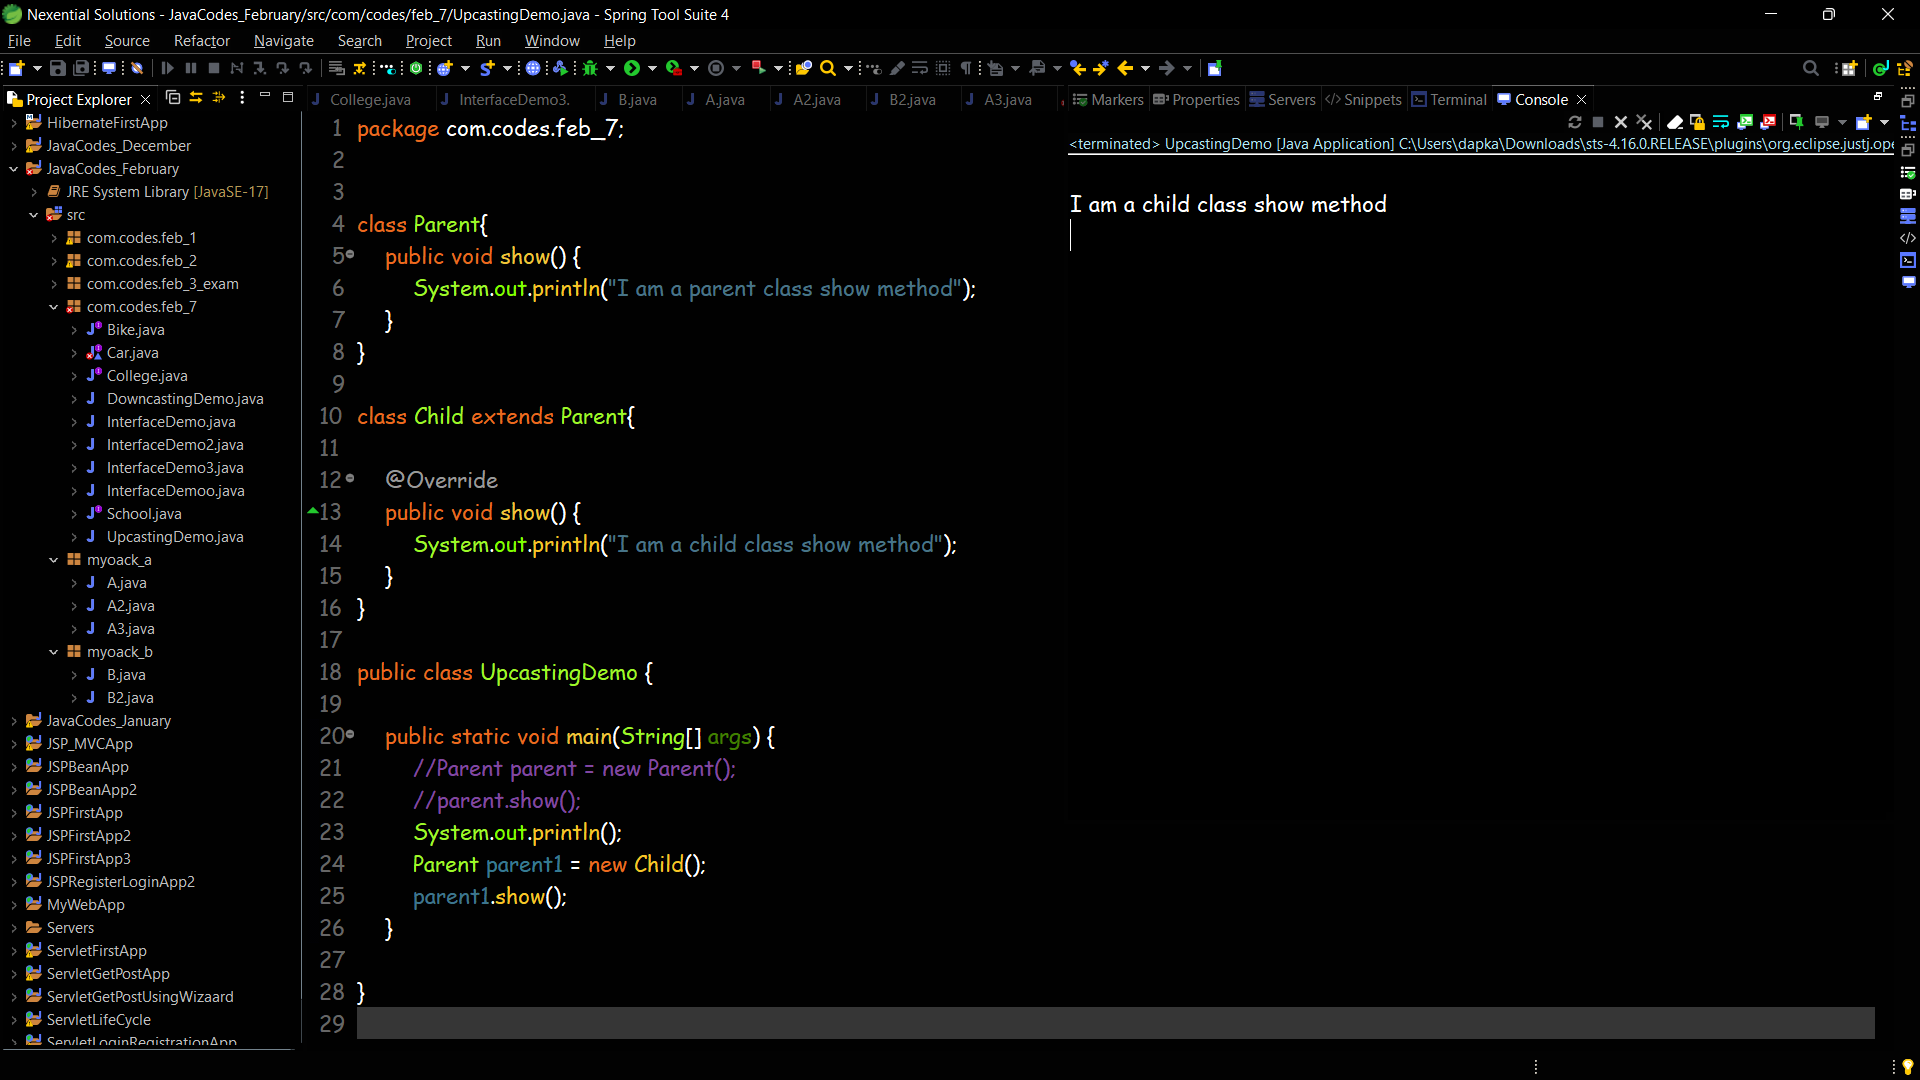 Nexential Solutions - JavaCodes_February/src/com/codes/feb_7/UpcastingDemo.java - Spring Tool Suite 4
File Edit Source Refactor Navigate Search Project Run Window Help
Project Explorer
HibernateFirstApp
JavaCodes_December
JavaCodes_February
JRE System Library [JavaSE-17]
src
com.codes.feb_1
com.codes.feb_2
com.codes.feb_3_exam
com.codes.feb_7
Bike.java
Car.java
College.java
DowncastingDemo.java
InterfaceDemo.java
InterfaceDemo2.java
InterfaceDemo3.java
InterfaceDemoo.java
School.java
UpcastingDemo.java
myoack_a
A.java
A2.java
A3.java
myoack_b
B.java
B2.java
JavaCodes_January
JSP_MVCApp
JSPBeanApp
JSPBeanApp2
JSPFirstApp
JSPFirstApp2
JSPFirstApp3
JSPRegisterLoginApp2
MyWebApp
Servers
ServletFirstApp
ServletGetPostApp
ServletGetPostUsingWizaard
ServletLifeCycle
ServletLoginRegistrationApp
College.java InterfaceDemo3. B.java A.java A2.java B2.java A3.java
1 package com.codes.feb_7;
2
3
4 class Parent{
5 public void show() {
6 System.out.println("I am a parent class show method");
7 }
8 }
9
10 class Child extends Parent{
11
12 @Override
13 public void show() {
14 System.out.println("I am a child class show method");
15 }
16 }
17
18 public class UpcastingDemo {
19
20 public static void main(String[] args) {
21 //Parent parent = new Parent();
22 //parent.show();
23 System.out.println();
24 Parent parent1 = new Child();
25 parent1.show();
26 }
27
28 }
29
Markers Properties Servers Snippets Terminal Console
<terminated> UpcastingDemo [Java Application] C:\Users\dapka\Downloads\sts-4.16.0.RELEASE\plugins\org.eclipse.justj.ope
I am a child class show method